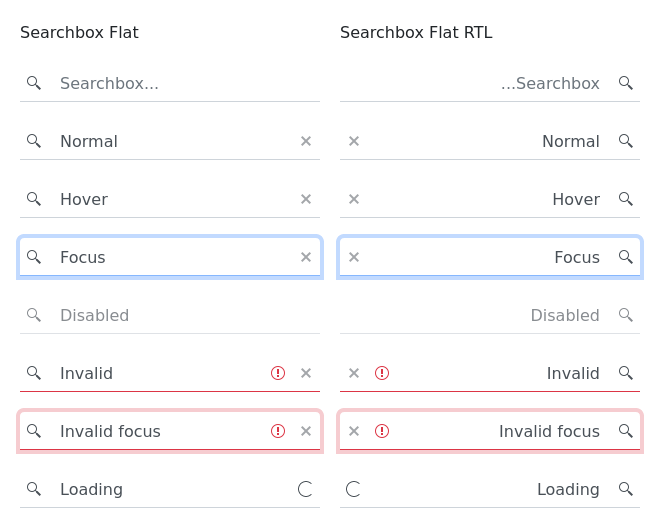 Searchbox Flat
Searchbox...
Normal
Hover
Focus
Disabled
Invalid
Invalid focus
Loading
Searchbox Flat RTL
...Searchbox
Normal
Hover
Focus
Disabled
Invalid
Invalid focus
Loading